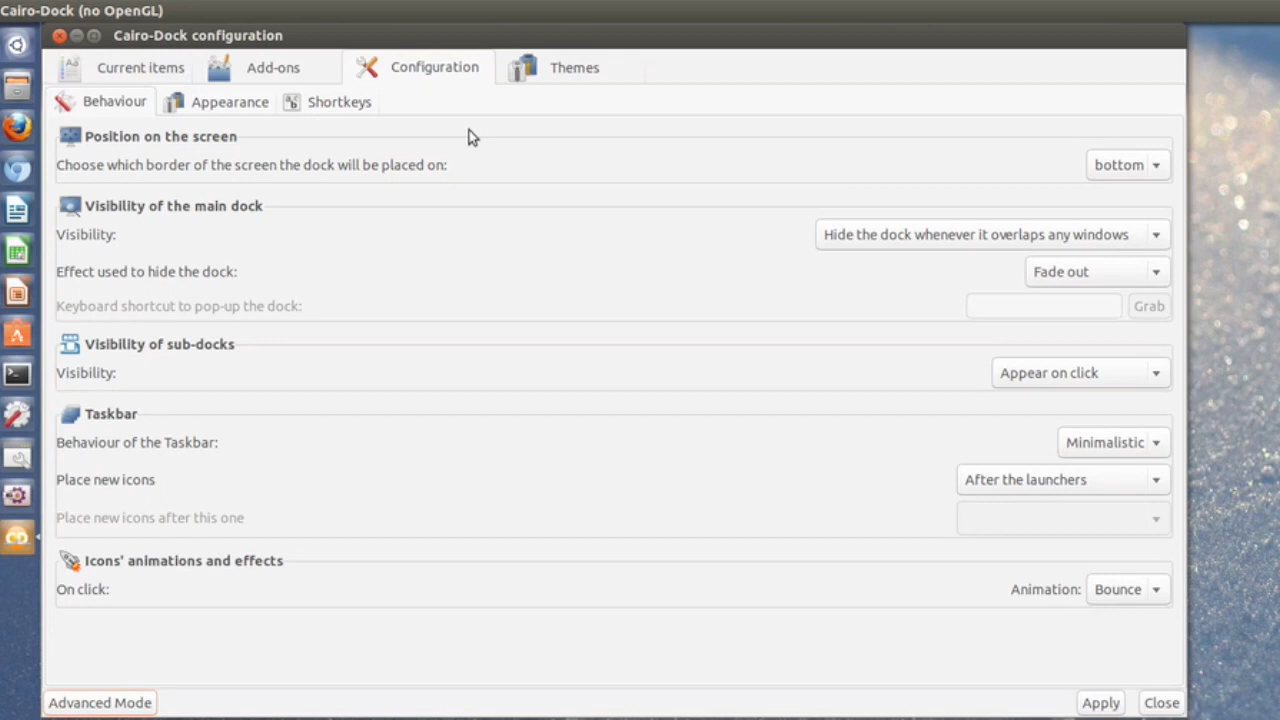 Cairo-Dock (no OpenGL)
Cairo-Dock configuration
Current items Add-ons Configuration Themes
Behaviour Appearance Shortkeys
Position on the screen
Choose which border of the screen the dock will be placed on: bottom
Visibility of the main dock
Visibility: Hide the dock whenever it overlaps any windows
Effect used to hide the dock: Fade out
Keyboard shortcut to pop-up the dock: Grab
Visibility of sub-docks
Visibility: Appear on click
Taskbar
Behaviour of the Taskbar: Minimalistic
Place new icons After the launchers
Place new icons after this one
Icons' animations and effects
On click: Animation: Bounce
Advanced Mode Apply Close